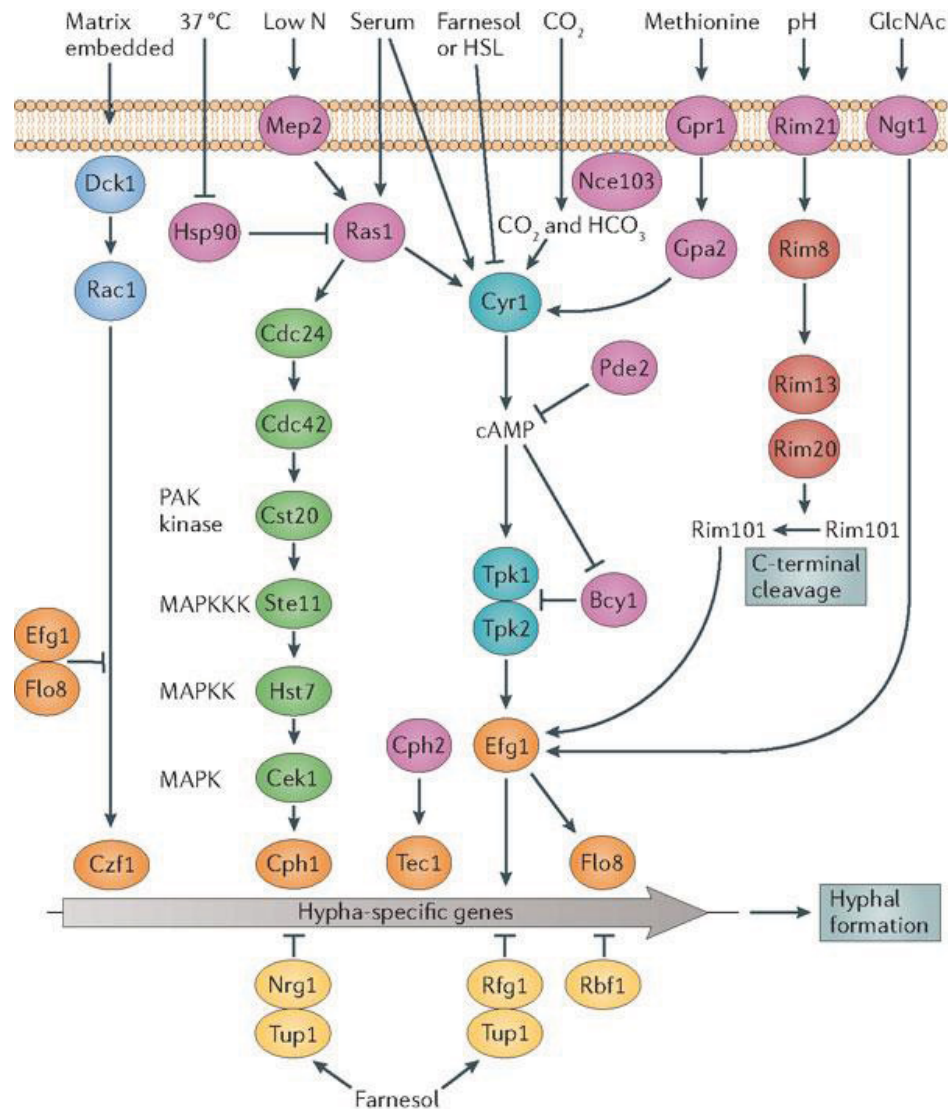 Matrix
embedded
37 °C
Low N
Serum
Farnesol
or HSL
CO2
Methionine
pH
GlcNAc
Mep2
Gpr1
Rim21
Ngt1
Dck1
Nce103
Hsp90
Ras1
CO2 and HCO3
Gpa2
Rim8
Rac1
Cyr1
Cdc24
Pde2
Rim13
Cdc42
cAMP
Rim20
PAK
kinase
Cst20
Rim101
Rim101
C-terminal
cleavage
Tpk1
Bcy1
MAPKKK
Ste11
Tpk2
Efg1
Flo8
MAPKK
Hst7
Cph2
Efg1
MAPK
Cek1
Czf1
Cph1
Tec1
Flo8
Hypha-specific genes
Hyphal
formation
Nrg1
Rfg1
Rbf1
Tup1
Tup1
Farnesol